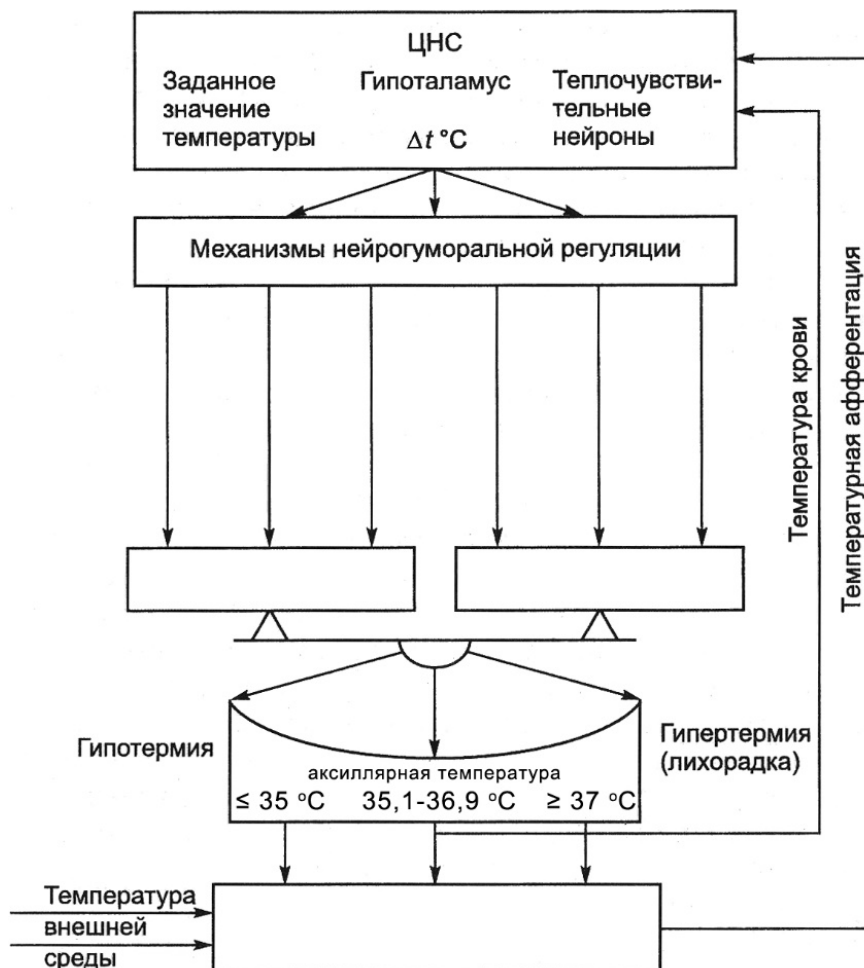 ЦНС
Заданное
значение
температуры
Гипоталамус
Δt °C
Теплочувстви-
тельные
нейроны
Механизмы нейрогуморальной регуляции
Температура крови
Температурная афферентация
Гипотермия
Гипертермия
(лихорадка)
аксиллярная температура
≤ 35 °C 35,1-36,9 °C ≥ 37 °C
Температура
внешней
среды